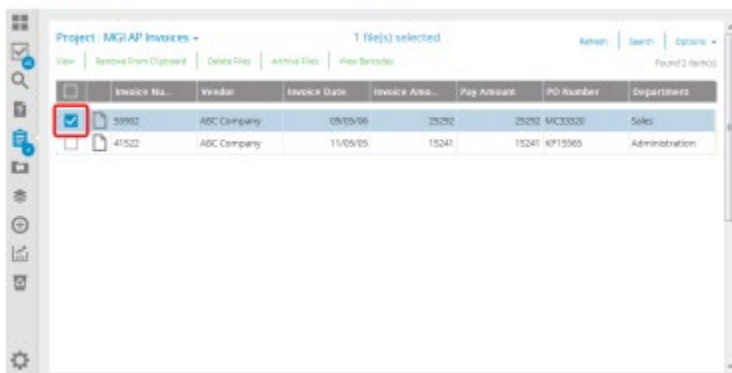 Project : MGI AP Invoices
1 file(s) selected
Refresh Search Options
View Remove From Clipboard Delete Files Archive Files View Barcodes
Found 2 item(s)
Invoice Nu... Vendor Invoice Date Invoice Amo... Pay Amount PO Number Department
ABC Company 09/09/06 25292 25292 Sales
41522 ABC Company 11/05/05 15241 15241 KP15565 Administration